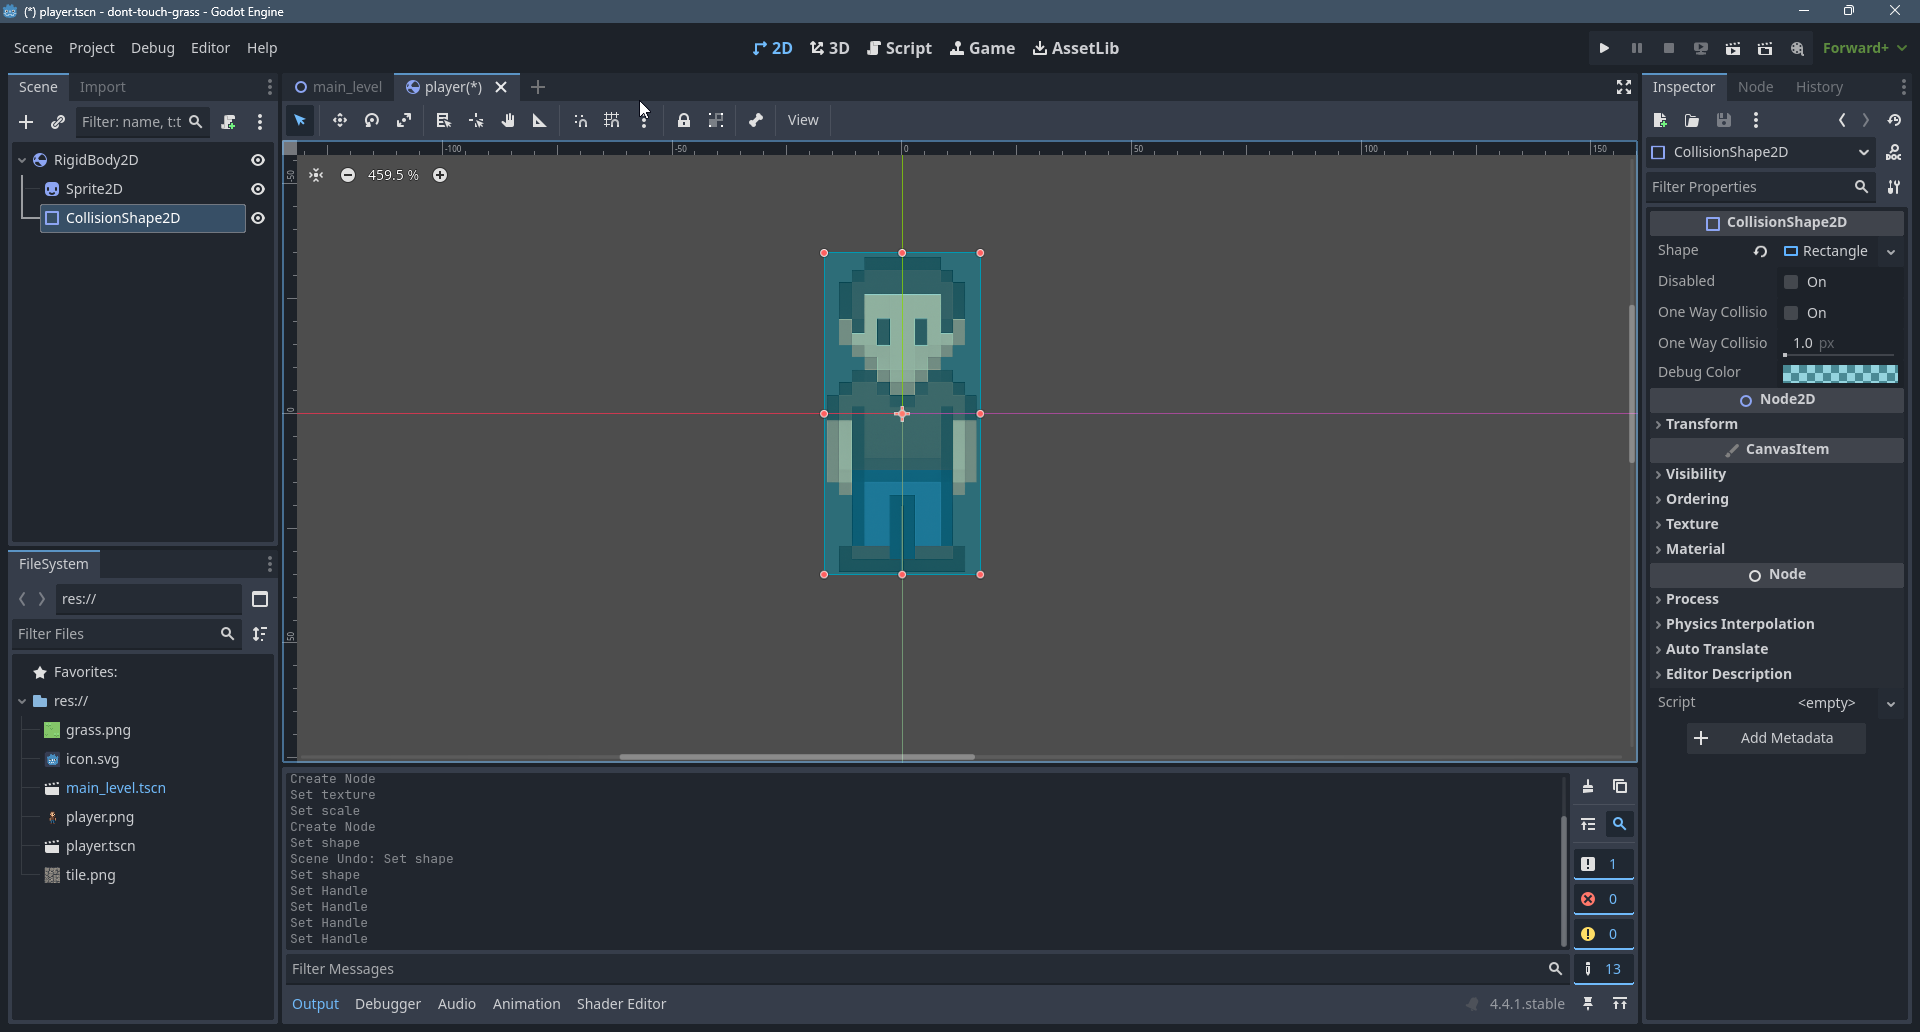 (*) player.tscn - dont-touch-grass - Godot Engine
Scene Project Debug Editor Help
2D 3D Script Game AssetLib
Forward+
Scene Import
Filter: name, t:t
RigidBody2D
Sprite2D
CollisionShape2D
FileSystem
res://
Filter Files
Favorites:
res://
grass.png
icon.svg
main_level.tscn
player.png
player.tscn
tile.png
main_level player(*)
View
-100 -50 0 50 100 150
-50
0
50
459.5 %
Create Node
Set texture
Set scale
Create Node
Set shape
Scene Undo: Set shape
Set shape
Set Handle
Set Handle
Set Handle
Set Handle
1
0
0
13
Filter Messages
Output Debugger Audio Animation Shader Editor
4.4.1.stable
Inspector Node History
CollisionShape2D
Filter Properties
CollisionShape2D
Shape Rectangle
Disabled On
One Way Collisio On
One Way Collisio 1.0 px
Debug Color
Node2D
Transform
CanvasItem
Visibility
Ordering
Texture
Material
Node
Process
Physics Interpolation
Auto Translate
Editor Description
Script <empty>
Add Metadata